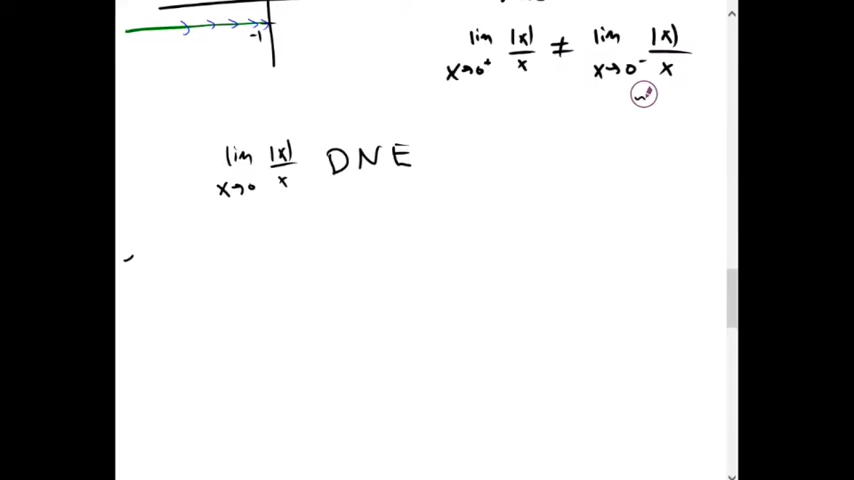 -1
lim x→0⁺ |x|/x ≠ lim x→0⁻ |x|/x
lim x→0 |x|/x DNE